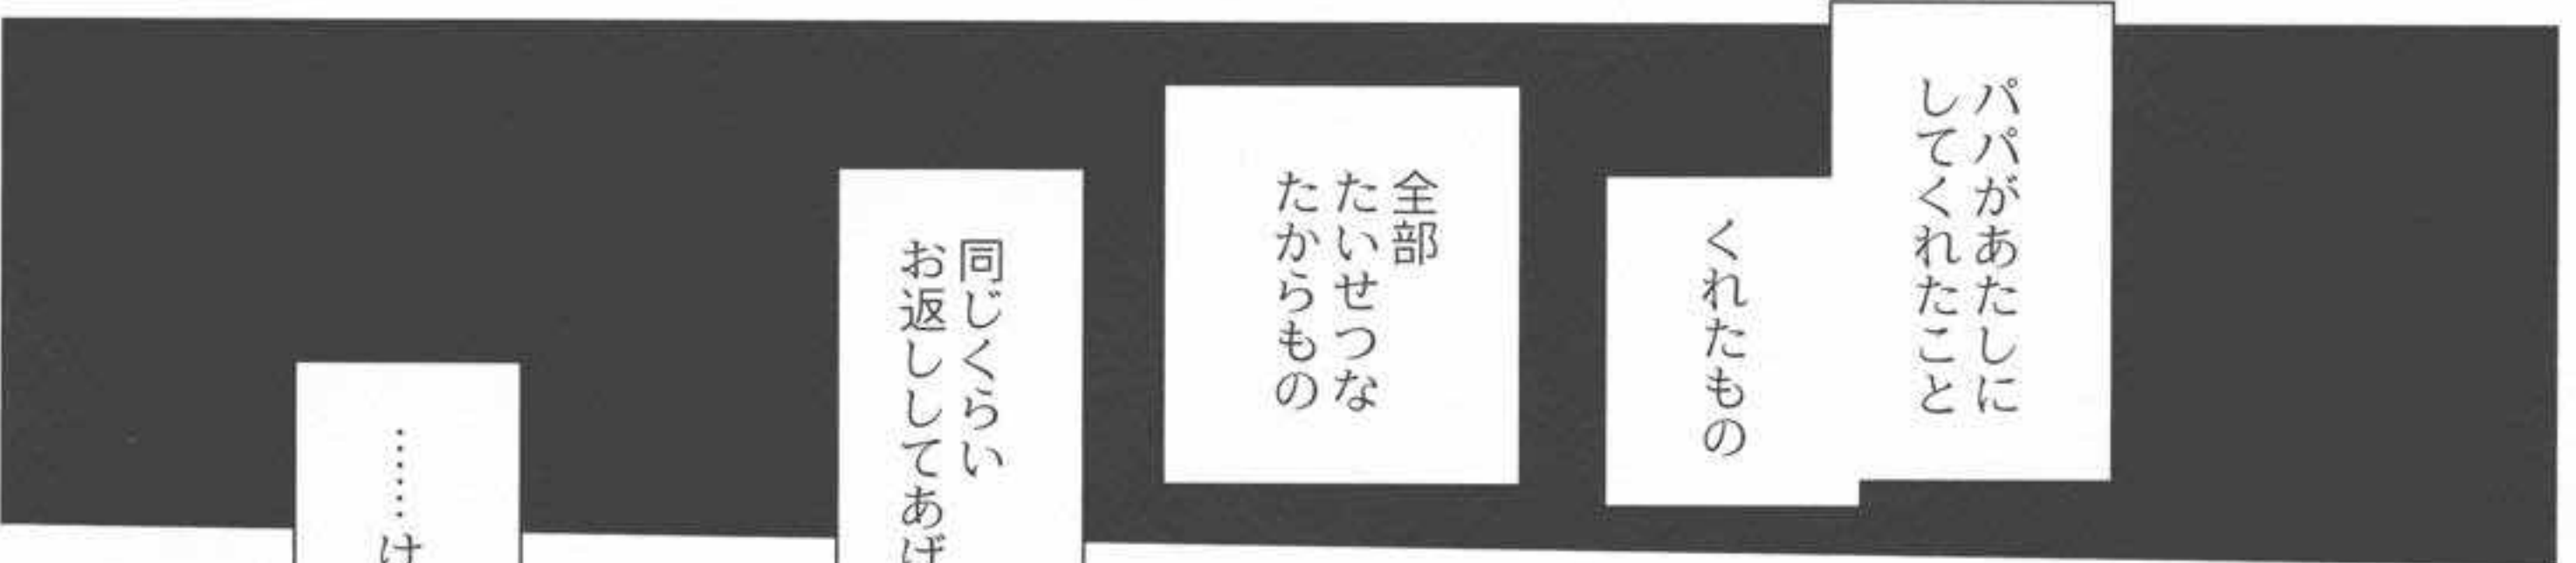 パパがあたしに
してくれたこと
くれたもの
全部
たいせつな
たからもの
同じくらい
お返ししてあげ
……け